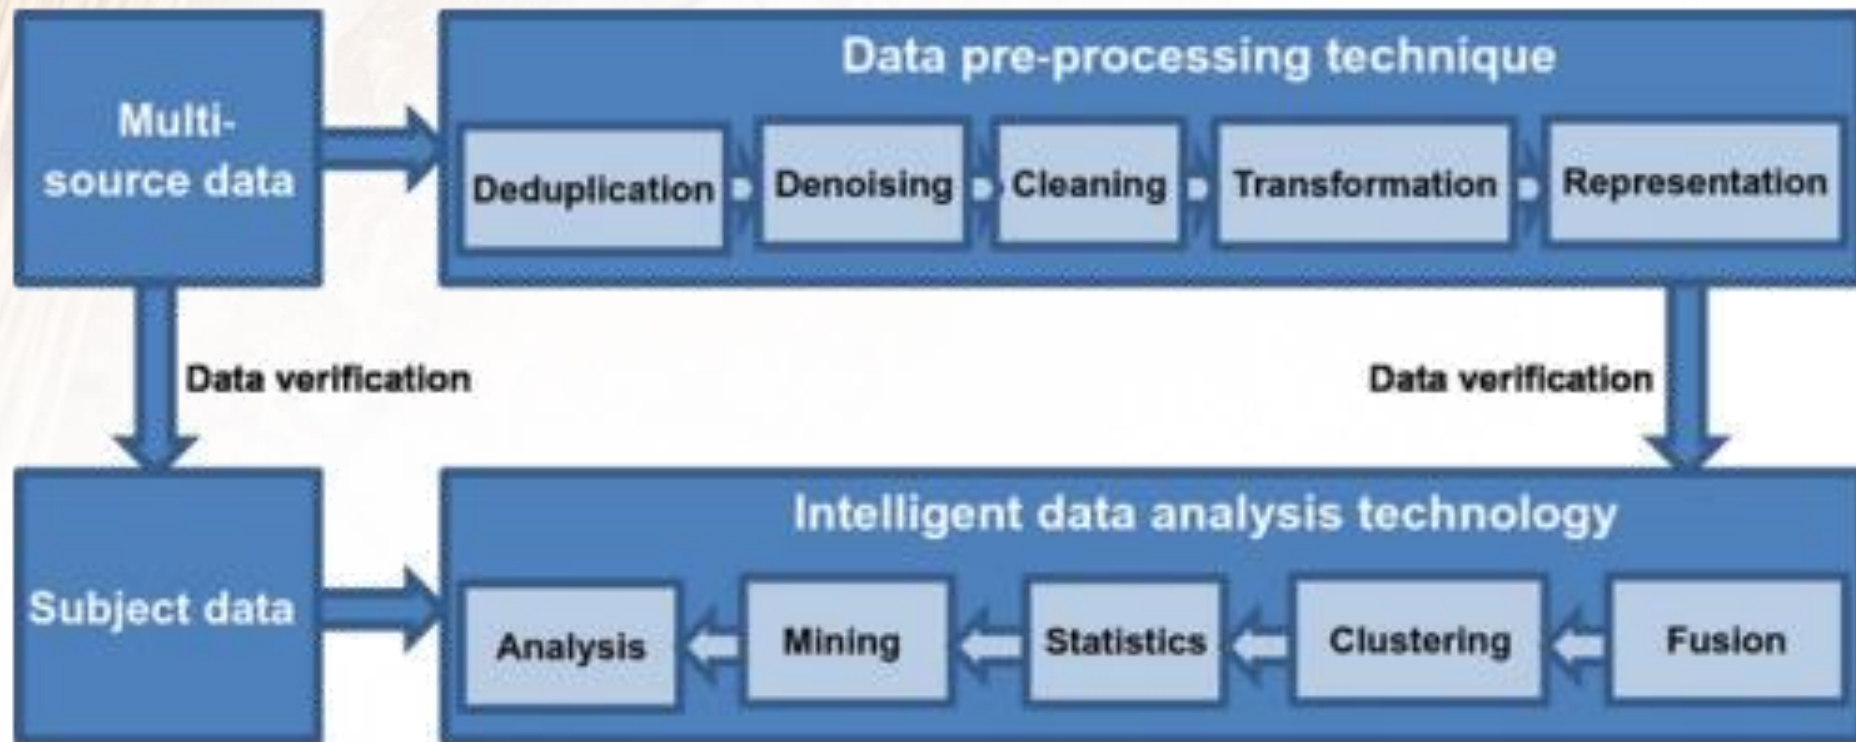 Multi-
source data
Data pre-processing technique
Deduplication
Denoising
Cleaning
Transformation
Representation
Data verification
Data verification
Subject data
Intelligent data analysis technology
Analysis
Mining
Statistics
Clustering
Fusion